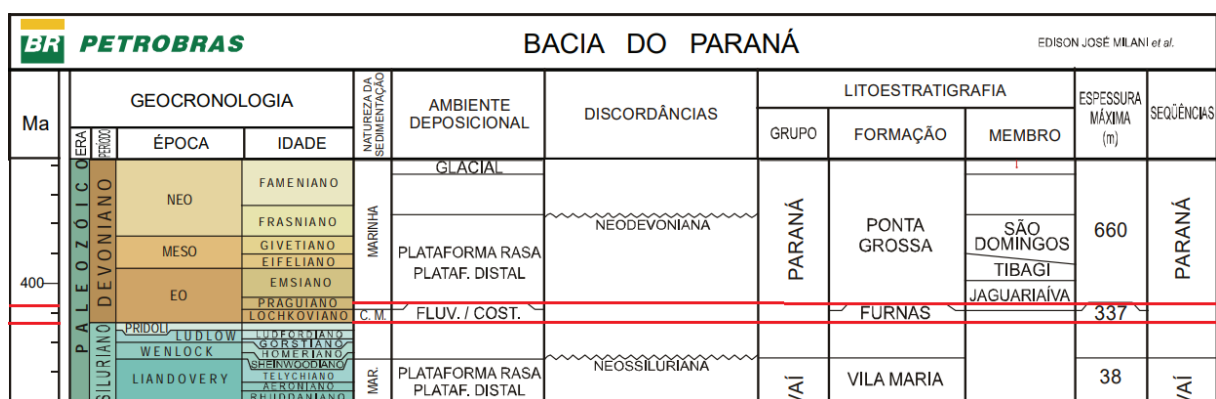 BR PETROBRAS
BACIA DO PARANÁ
EDISON JOSÉ MILANI et al.
Ma
GEOCRONOLOGIA
ERA
PERÍODO
ÉPOCA
IDADE
NATUREZA DA
SEDIMENTAÇÃO
AMBIENTE
DEPOSICIONAL
DISCORDÂNCIAS
LITOESTRATIGRAFIA
GRUPO
FORMAÇÃO
MEMBRO
ESPESSURA
MÁXIMA
(m)
SEQÜÊNCIAS
400
PALEOZÓICO
DEVONIANO
NEO
FAMENIANO
FRASNIANO
MESO
GIVETIANO
EIFELIANO
EO
EMSIANO
PRAGUIANO
LOCHKOVIANO
MARINHA
C. M.
GLACIAL
PLATAFORMA RASA
PLATAF. DISTAL
FLUV. / COST.
NEODEVONIANA
PARANÁ
PONTA
GROSSA
FURNAS
SÃO
DOMINGOS
TIBAGI
JAGUARIAÍVA
660
337
PARANÁ
SILURIANO
PRIDOLI
LUDLOW
LUDFORDIANO
GORSTIANO
WENLOCK
HOMERIANO
SHEINWOODIANO
LIANDOVERY
TELYCHIANO
AERONIANO
RHUDDANIANO
MAR.
PLATAFORMA RASA
PLATAF. DISTAL
NEOSSILURIANA
VILA MARIA
38